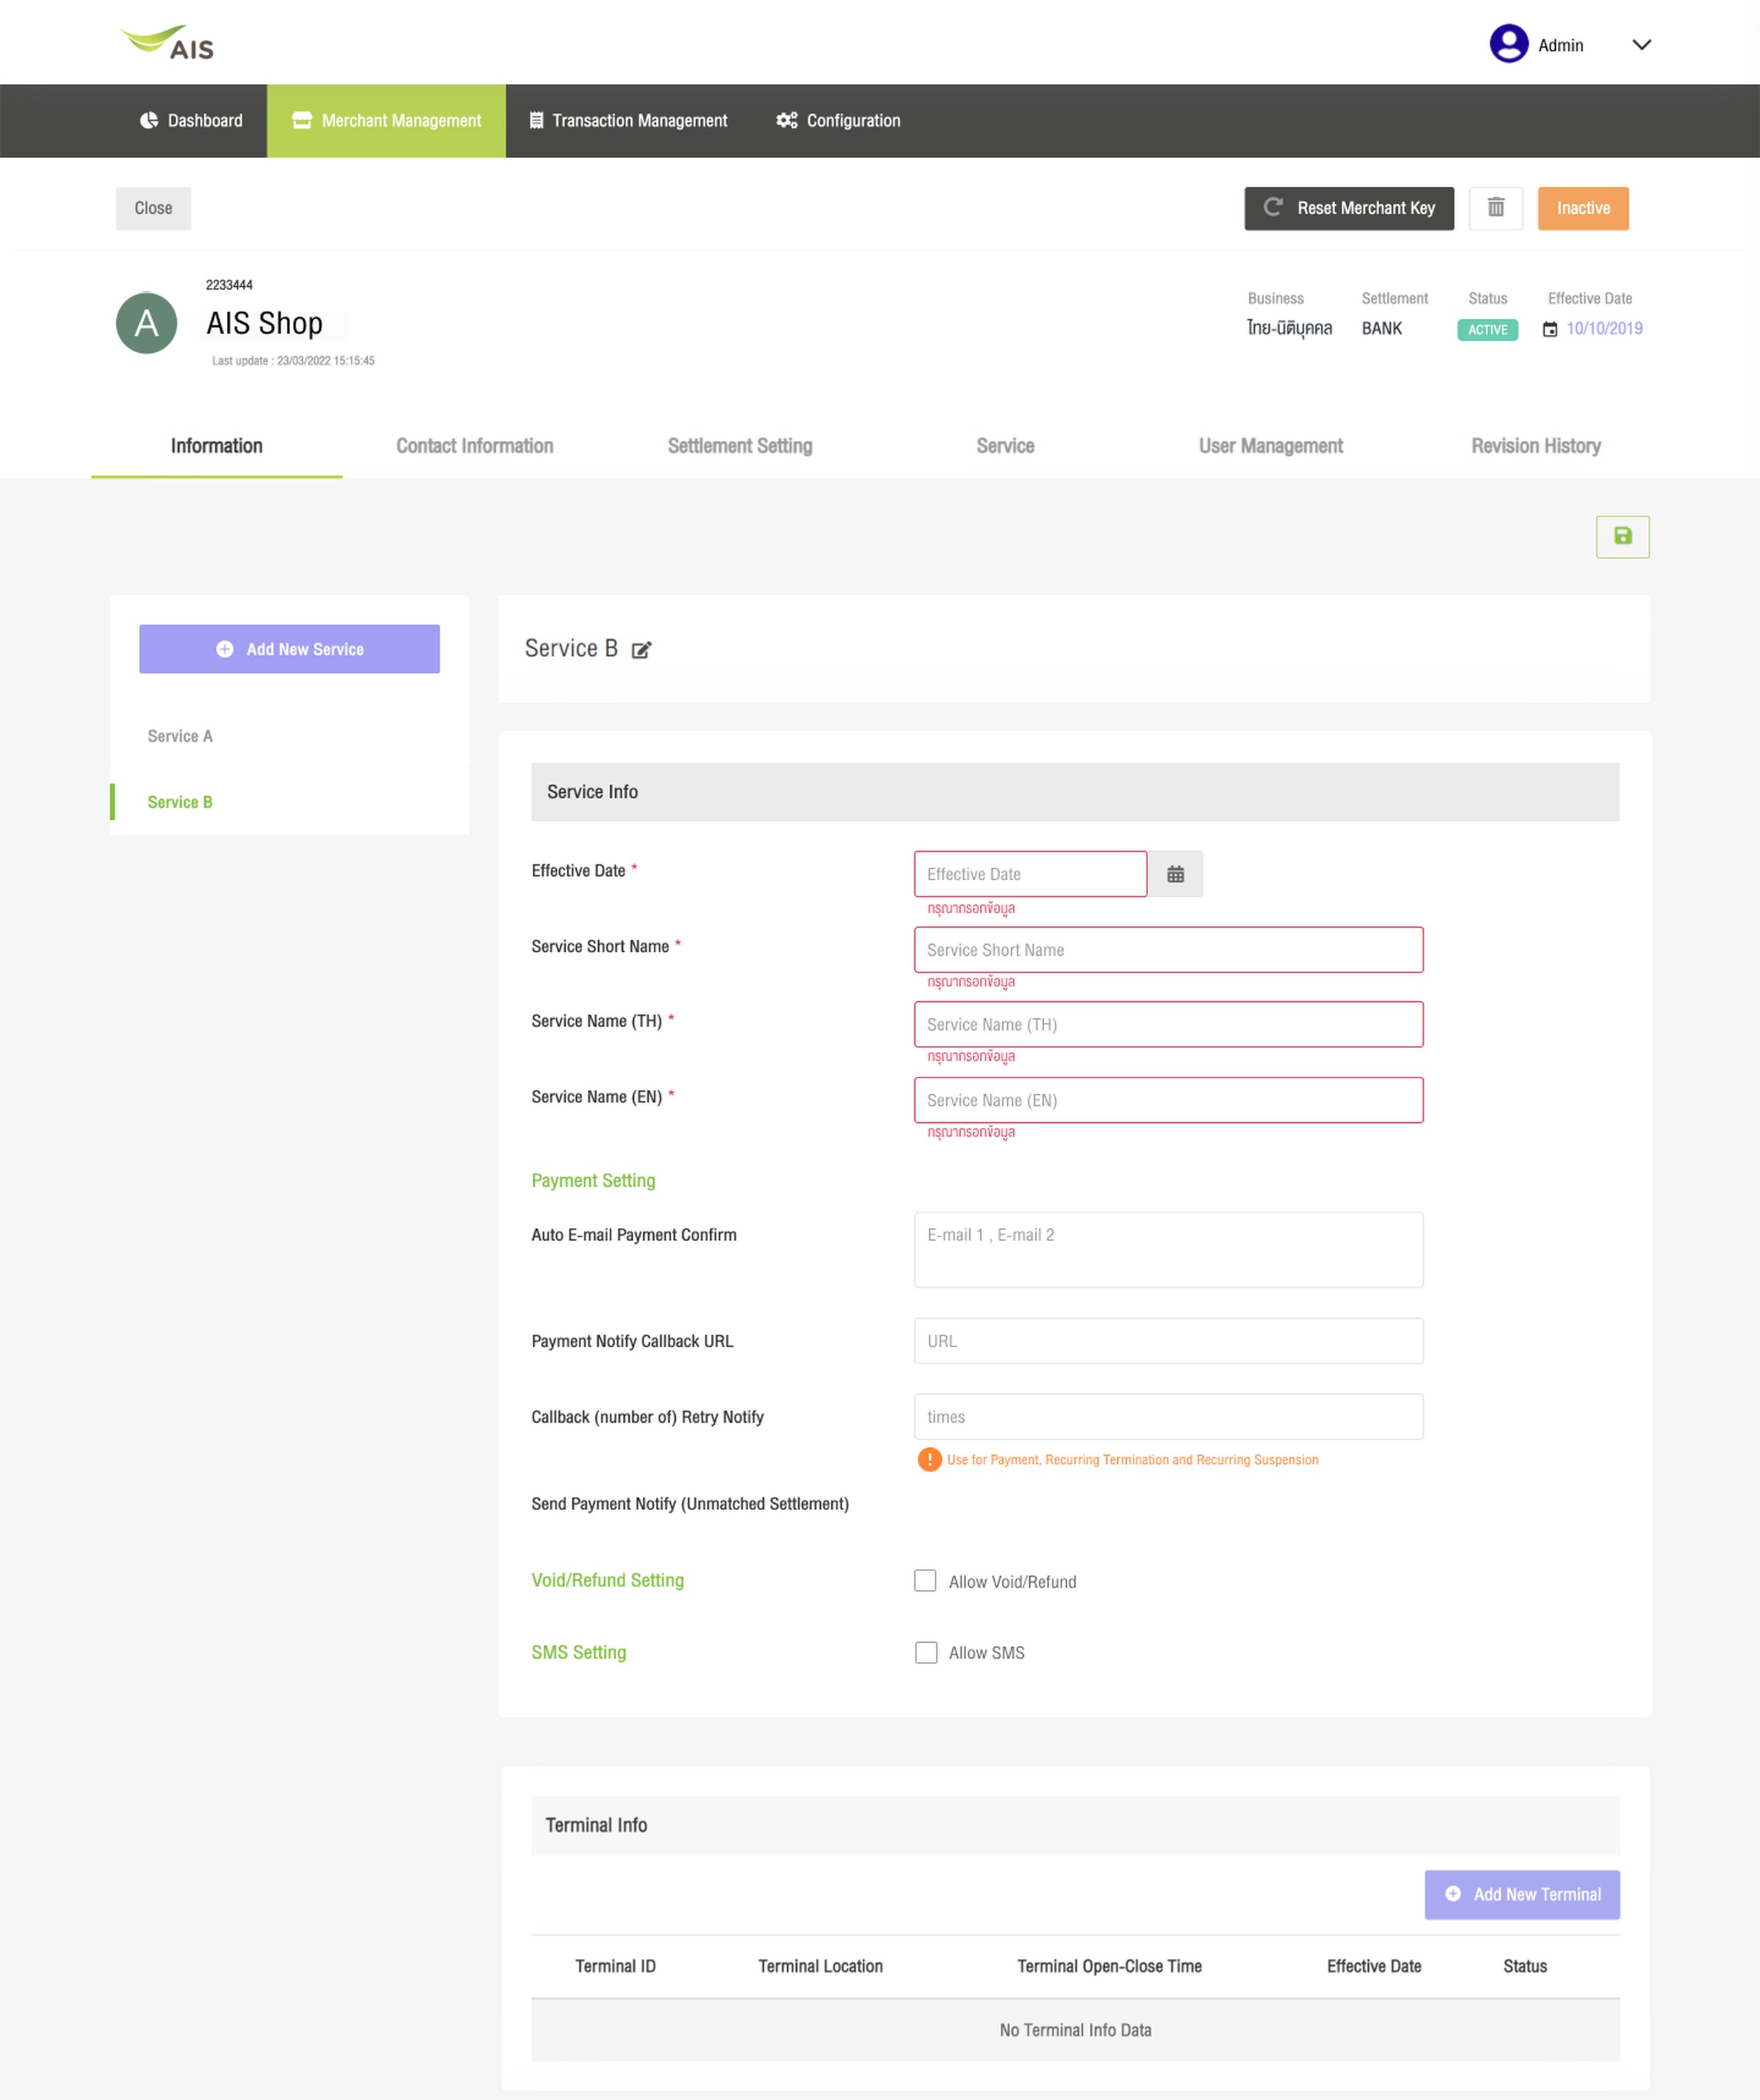 AIS
Admin
Dashboard
Merchant Management
Transaction Management
Configuration
Close
Reset Merchant Key
Inactive
2233444
A
AIS Shop
Last update : 23/03/2022 15:15:45
Business
Settlement
Status
Effective Date
ไทย-นิติบุคคล
BANK
ACTIVE
10/10/2019
Information
Contact Information
Settlement Setting
Service
User Management
Revision History
Add New Service
Service A
Service B
Service B
Service Info
Effective Date *
Effective Date
กรุณากรอกข้อมูล
Service Short Name *
Service Short Name
กรุณากรอกข้อมูล
Service Name (TH) *
Service Name (TH)
กรุณากรอกข้อมูล
Service Name (EN) *
Service Name (EN)
กรุณากรอกข้อมูล
Payment Setting
Auto E-mail Payment Confirm
E-mail 1 , E-mail 2
Payment Notify Callback URL
URL
Callback (number of) Retry Notify
times
Use for Payment, Recurring Termination and Recurring Suspension
Send Payment Notify (Unmatched Settlement)
Void/Refund Setting
Allow Void/Refund
SMS Setting
Allow SMS
Terminal Info
Add New Terminal
Terminal ID
Terminal Location
Terminal Open-Close Time
Effective Date
Status
No Terminal Info Data